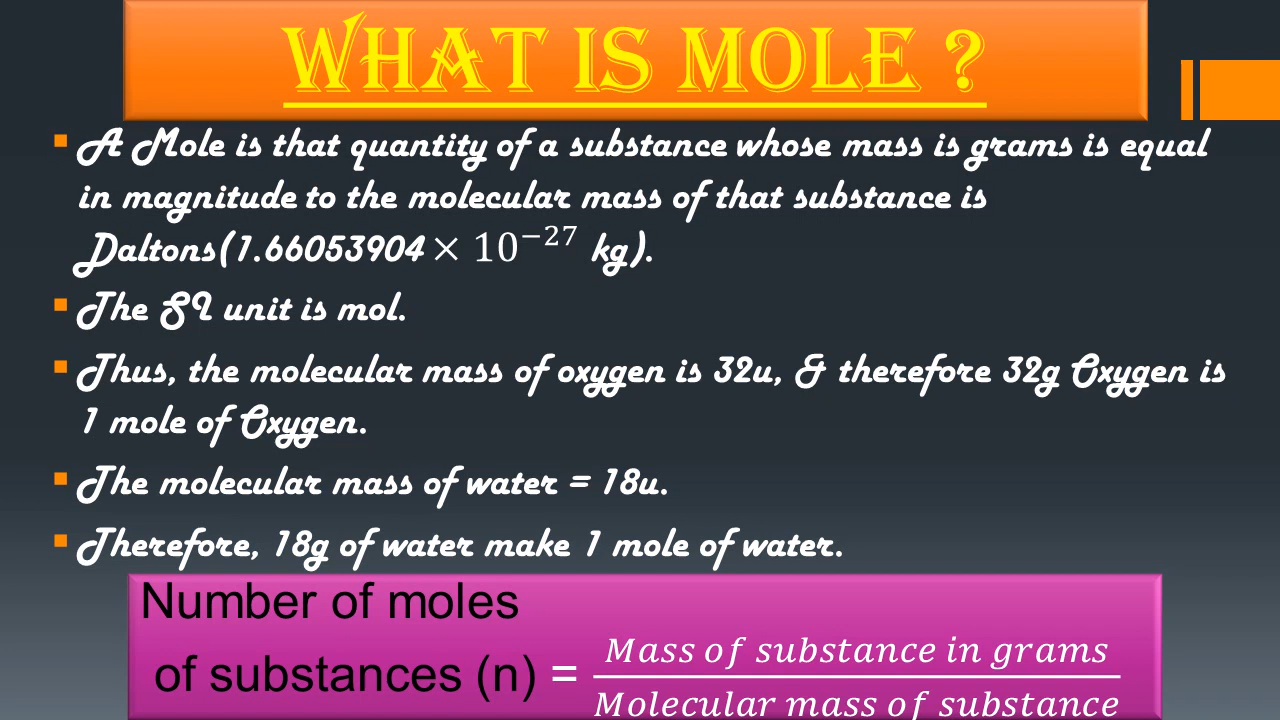 WHAT IS MOLE ?
A Mole is that quantity of a substance whose mass is grams is equal
in magnitude to the molecular mass of that substance is
Daltons(1.66053904 × 10⁻²⁷ kg).
The SI unit is mol.
Thus, the molecular mass of oxygen is 32u, & therefore 32g Oxygen is
1 mole of Oxygen.
The molecular mass of water = 18u.
Therefore, 18g of water make 1 mole of water.
Number of moles
of substances (n) =
Mass of substance in grams
Molecular mass of substance